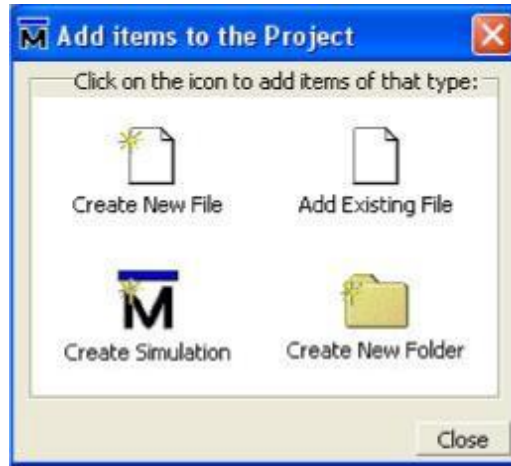 M Add items to the Project
Click on the icon to add items of that type:
Create New File
Add Existing File
M
Create Simulation
Create New Folder
Close